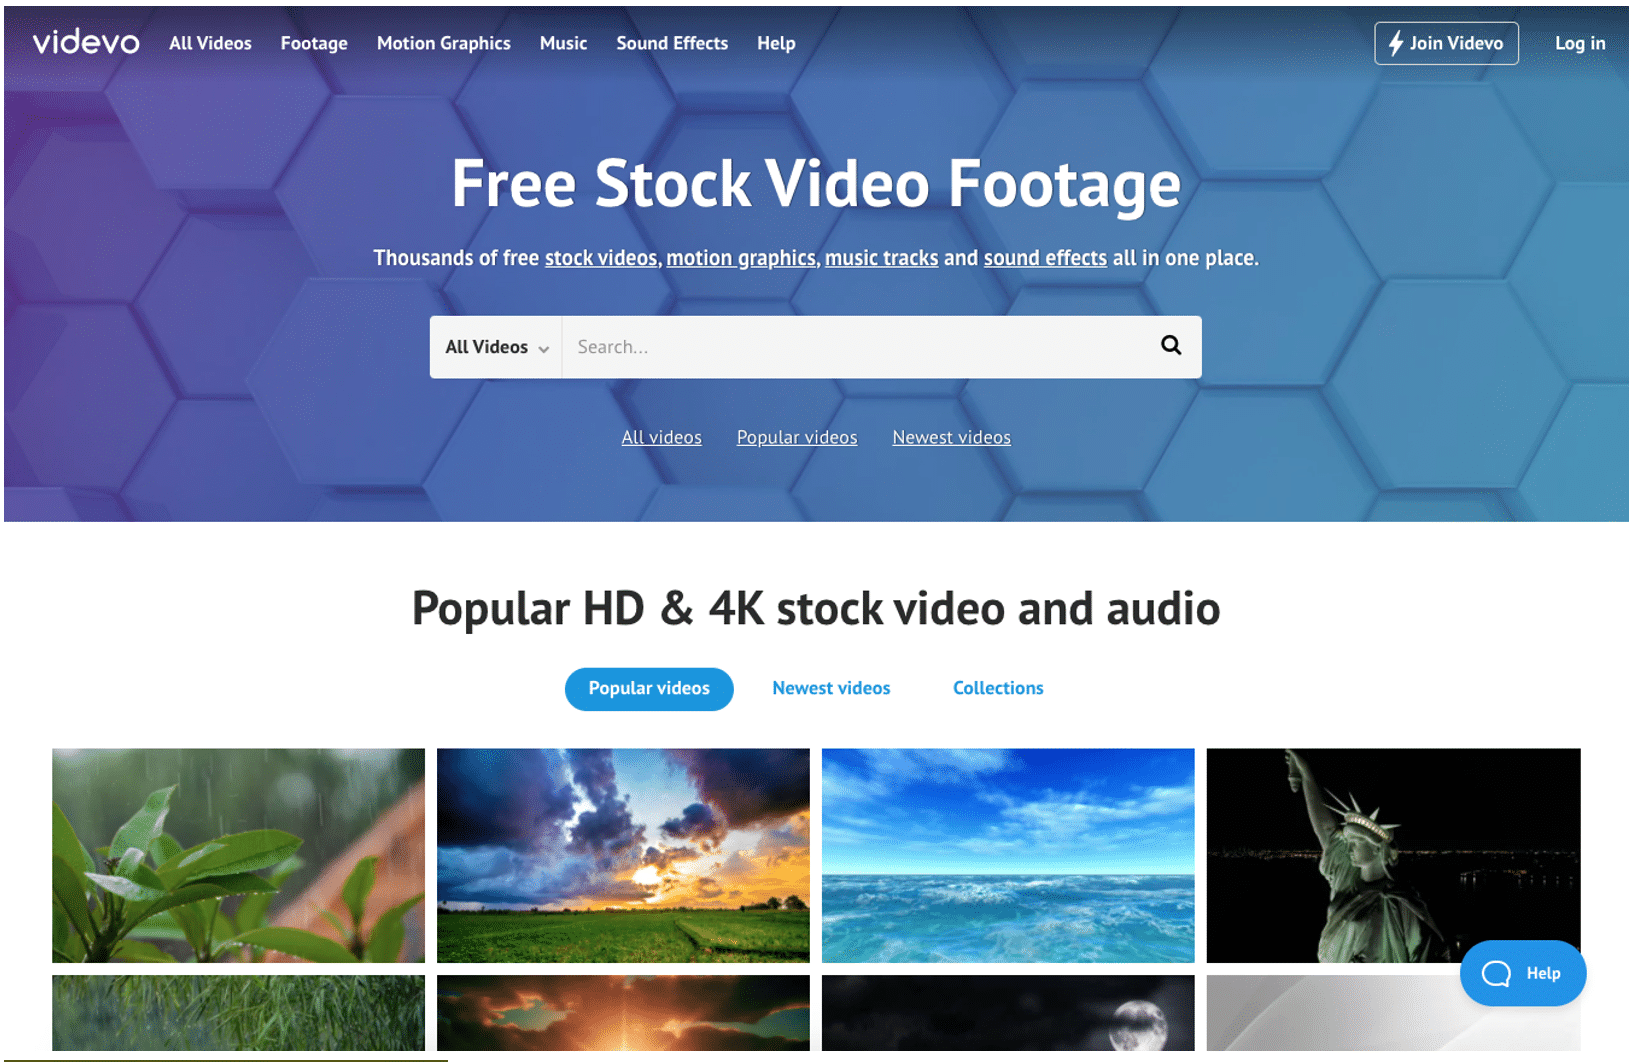 videvo All Videos Footage Motion Graphics Music Sound Effects Help Join Videvo Log in
Free Stock Video Footage
Thousands of free stock videos, motion graphics, music tracks and sound effects all in one place.
All Videos Search...
All videos Popular videos Newest videos
Popular HD & 4K stock video and audio
Popular videos Newest videos Collections
Help